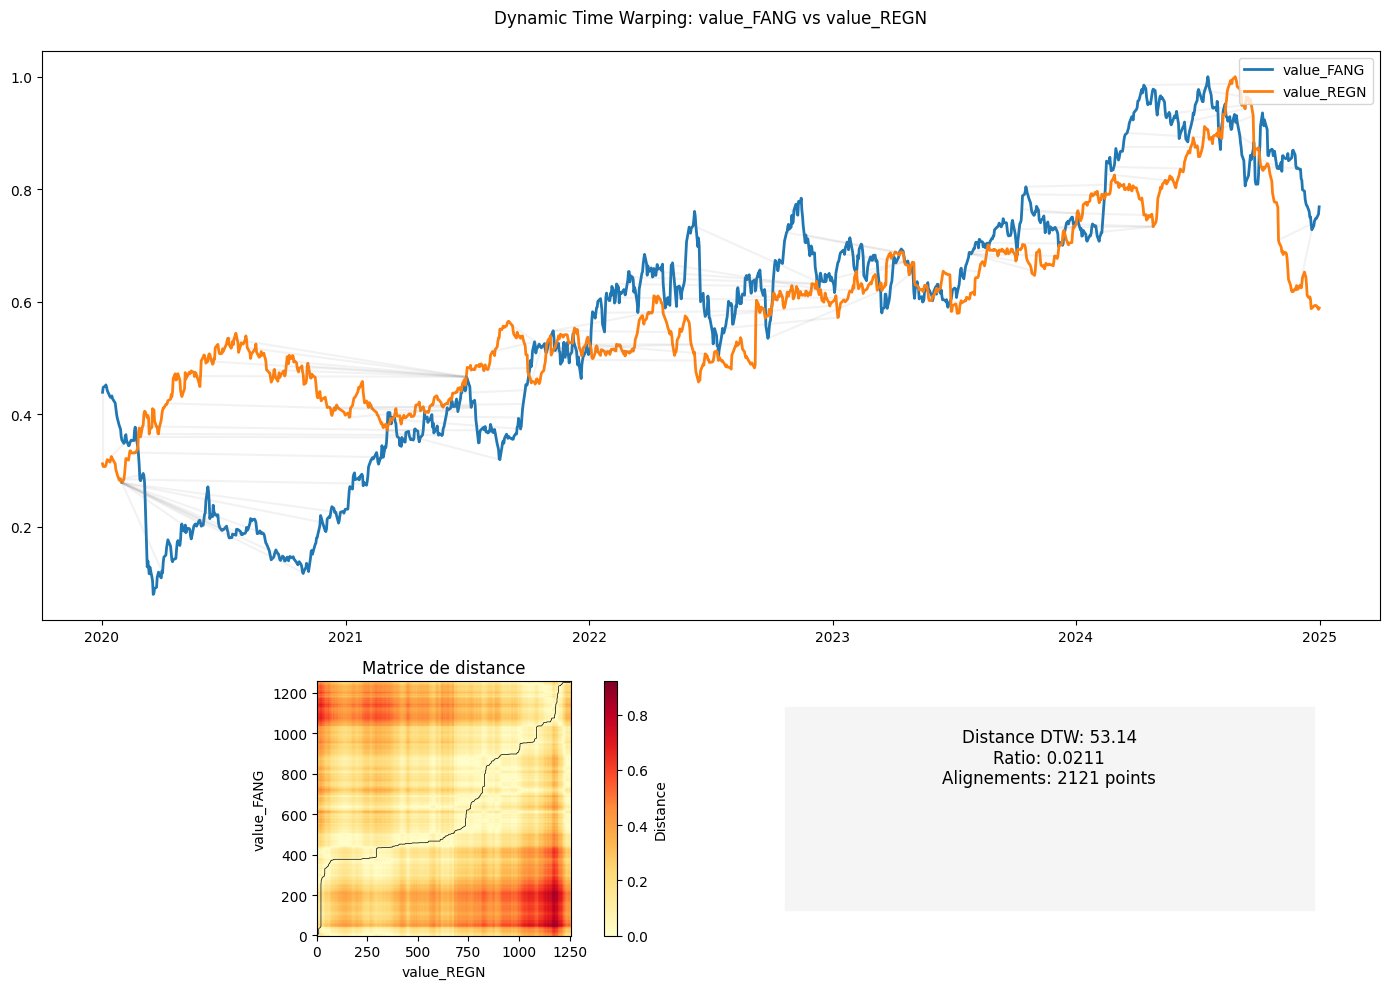 Dynamic Time Warping: value_FANG vs value_REGN
value_FANG
value_REGN
1.0
0.8
0.6
0.4
0.2
2020 2021 2022 2023 2024 2025
Matrice de distance
value_FANG
1200
1000
800
600
400
200
0
0 250 500 750 1000 1250
value_REGN
0.8
0.6
0.4
0.2
0.0
Distance
Distance DTW: 53.14
Ratio: 0.0211
Alignements: 2121 points